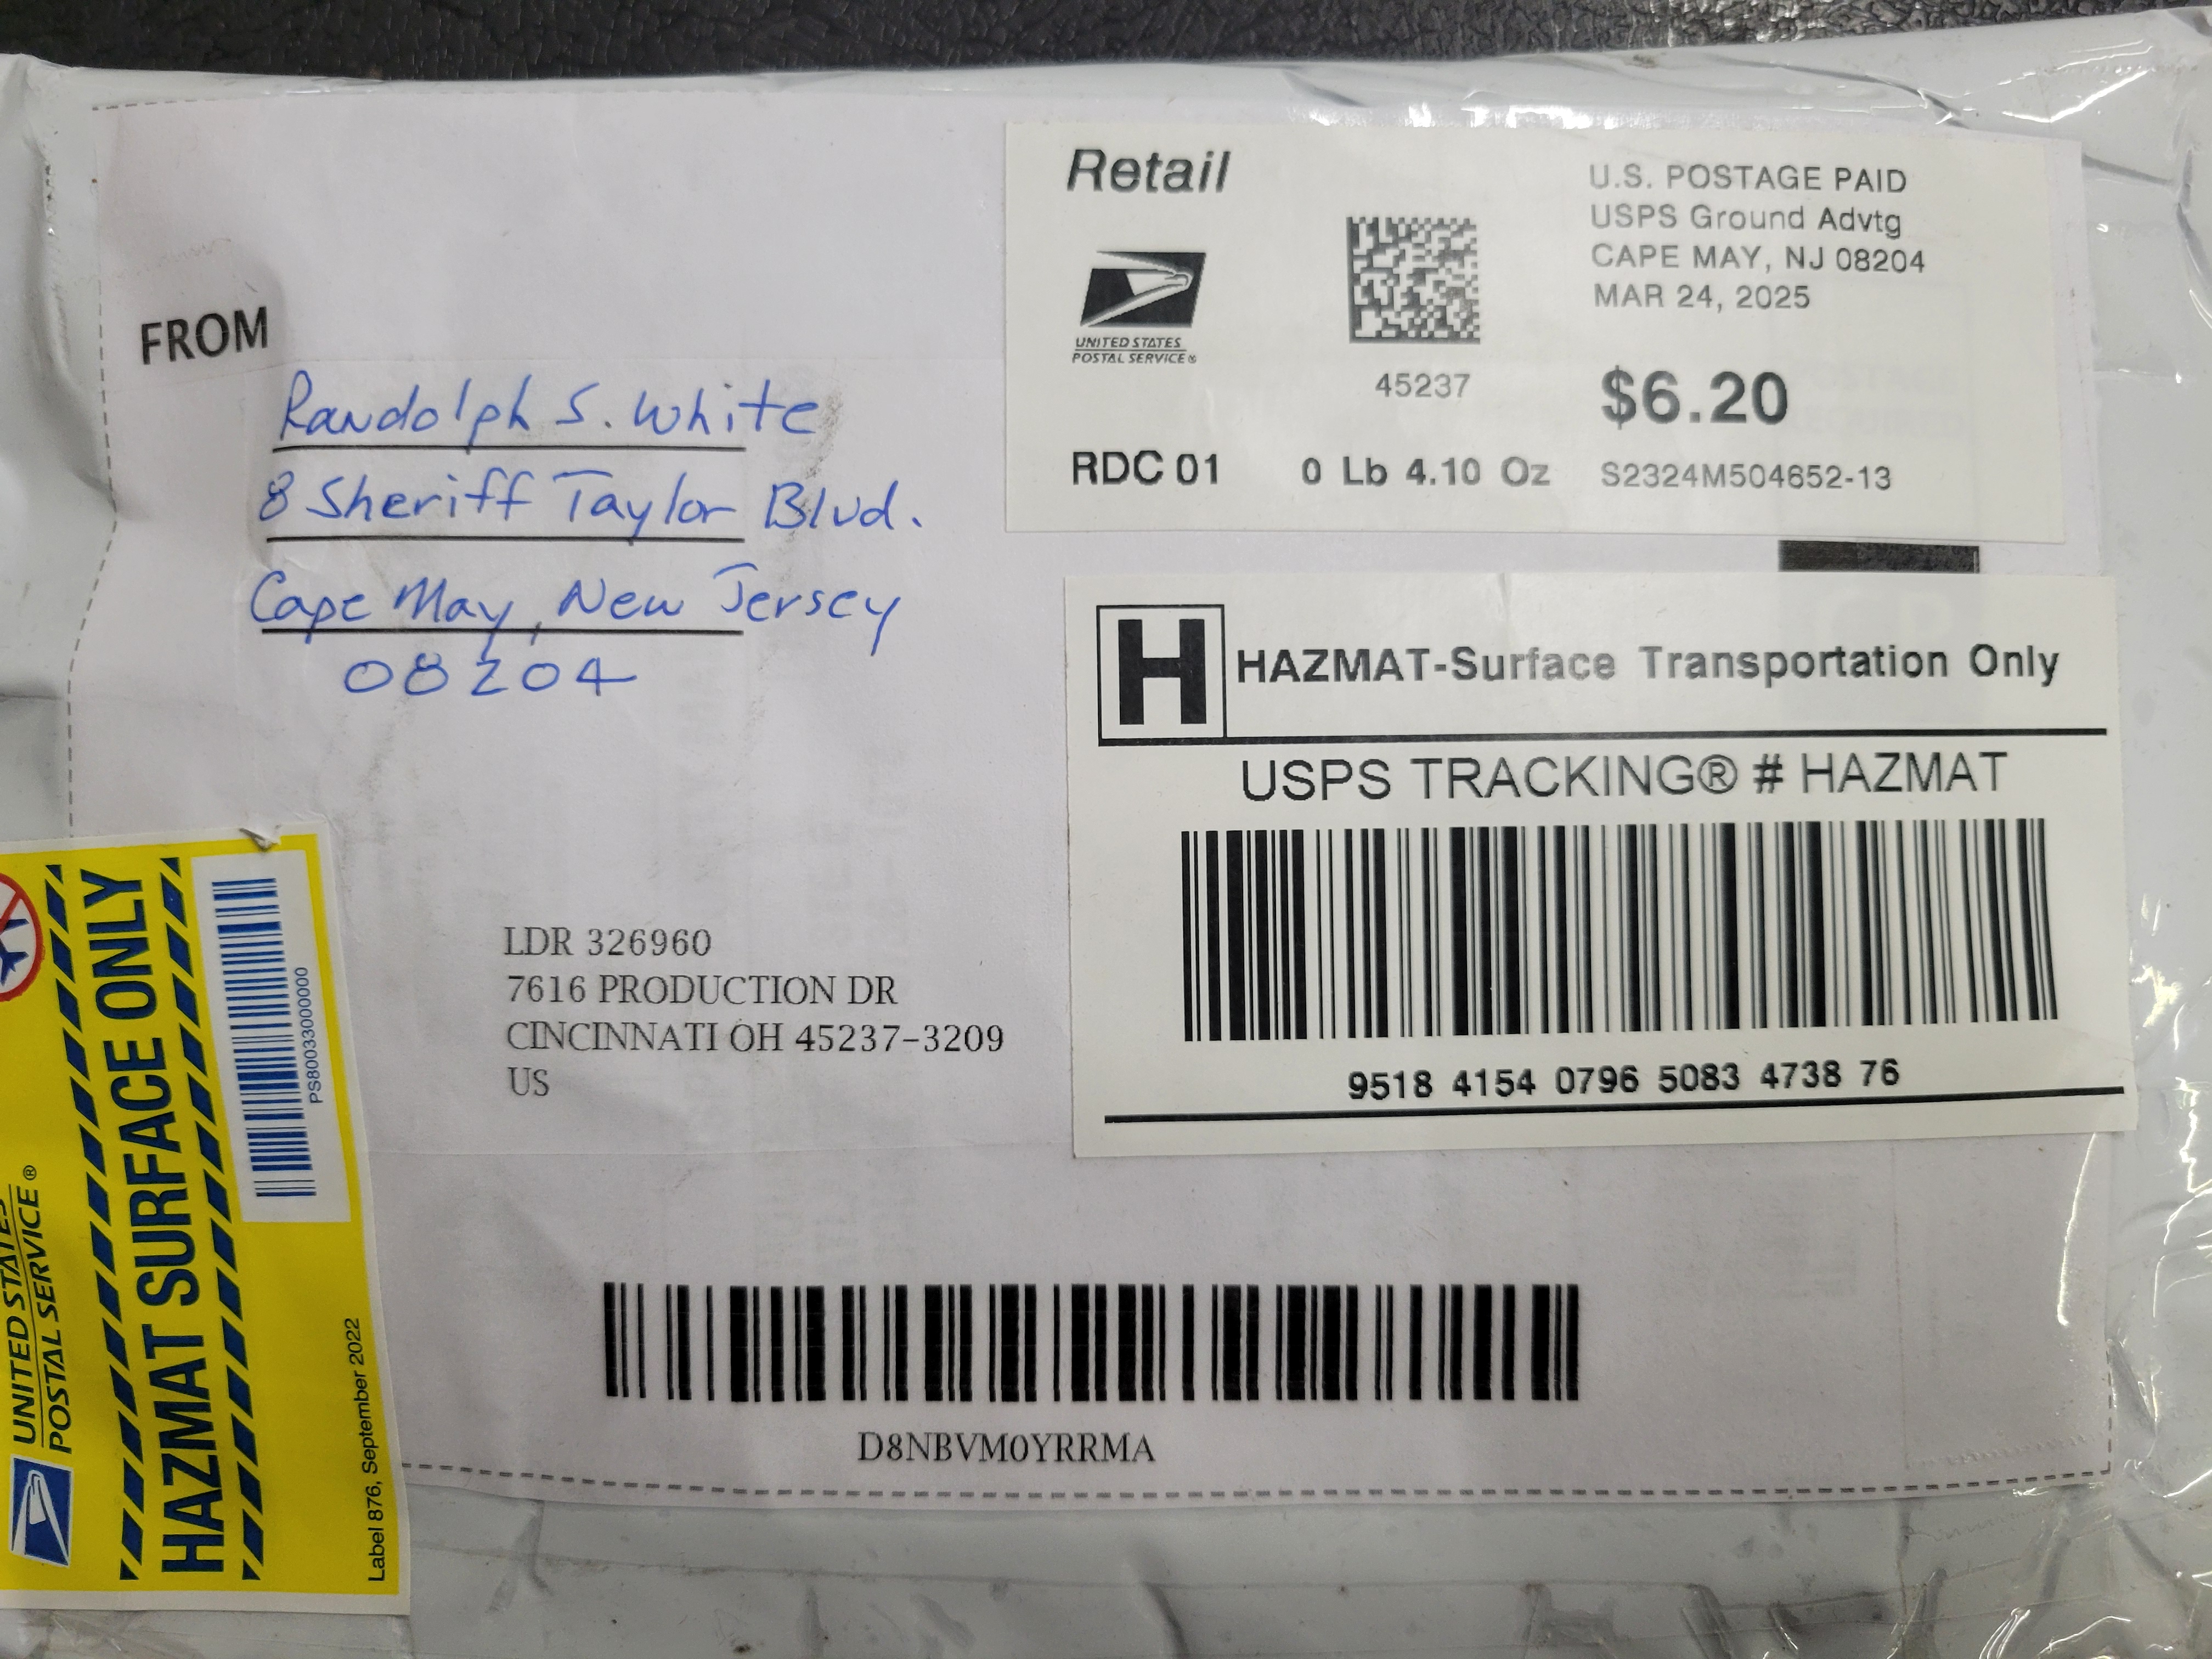 Retail
UNITED STATES
POSTAL SERVICE®
45237
RDC 01
0 Lb 4.10 Oz
U.S. POSTAGE PAID
USPS Ground Advtg
CAPE MAY, NJ 08204
MAR 24, 2025
$6.20
S2324M504652-13
FROM
Randolph S. White
8 Sheriff Taylor Blvd.
Cape May, New Jersey
08204
H
HAZMAT-Surface Transportation Only
USPS TRACKING® # HAZMAT
9518 4154 0796 5083 4738 76
LDR 326960
7616 PRODUCTION DR
CINCINNATI OH 45237-3209
US
D8NBVM0YRRMA
UNITED STATES
POSTAL SERVICE®
HAZMAT SURFACE ONLY
PS80033000000
Label 876, September 2022